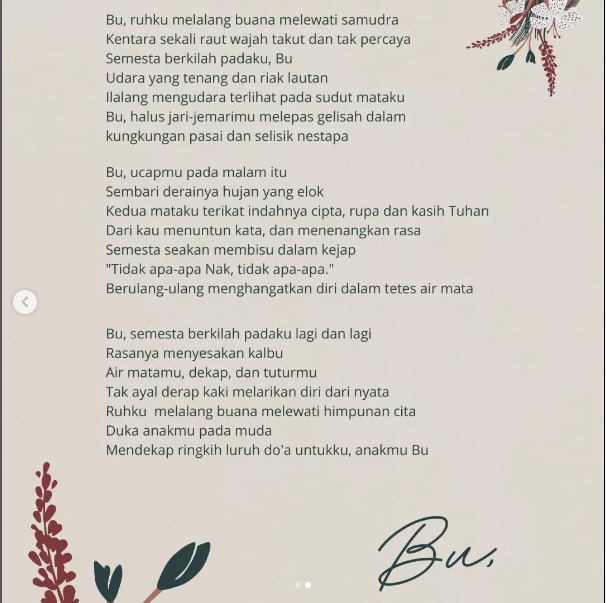 Bu, ruhku melalang buana melewati samudra
Kentara sekali raut wajah takut dan tak percaya
Semesta berkilah padaku, Bu
Udara yang tenang dan riak lautan
Ilalang mengudara terlihat pada sudut mataku
Bu, halus jari-jemarimu melepas gelisah dalam
kungkungan pasai dan selisik nestapa
Bu, ucapmu pada malam itu
Sembari derainya hujan yang elok
Kedua mataku terikat indahnya cipta, rupa dan kasih Tuhan
Dari kau menuntun kata, dan menenangkan rasa
Semesta seakan membisu dalam kejap
"Tidak apa-apa Nak, tidak apa-apa."
Berulang-ulang menghangatkan diri dalam tetes air mata
Bu, semesta berkilah padaku lagi dan lagi
Rasanya menyesakan kalbu
Air matamu, dekap, dan tuturmu
Tak ayal derap kaki melarikan diri dari nyata
Ruhku  melalang buana melewati himpunan cita
Duka anakmu pada muda
Mendekap ringkih luruh do'a untukku, anakmu Bu
Bu,